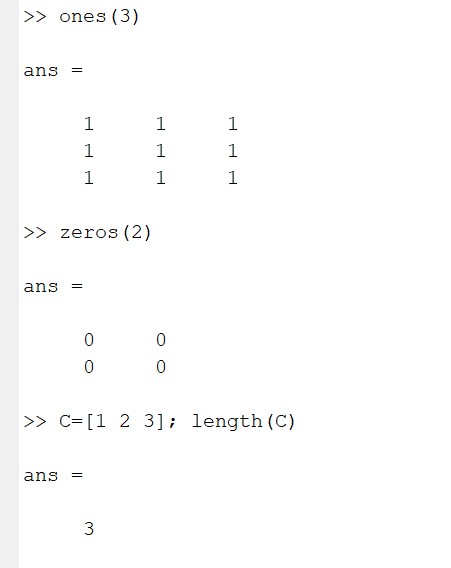 >> ones(3)
ans =
1 1 1
1 1 1
1 1 1
>> zeros(2)
ans =
0 0
0 0
>> C=[1 2 3]; length(C)
ans =
3